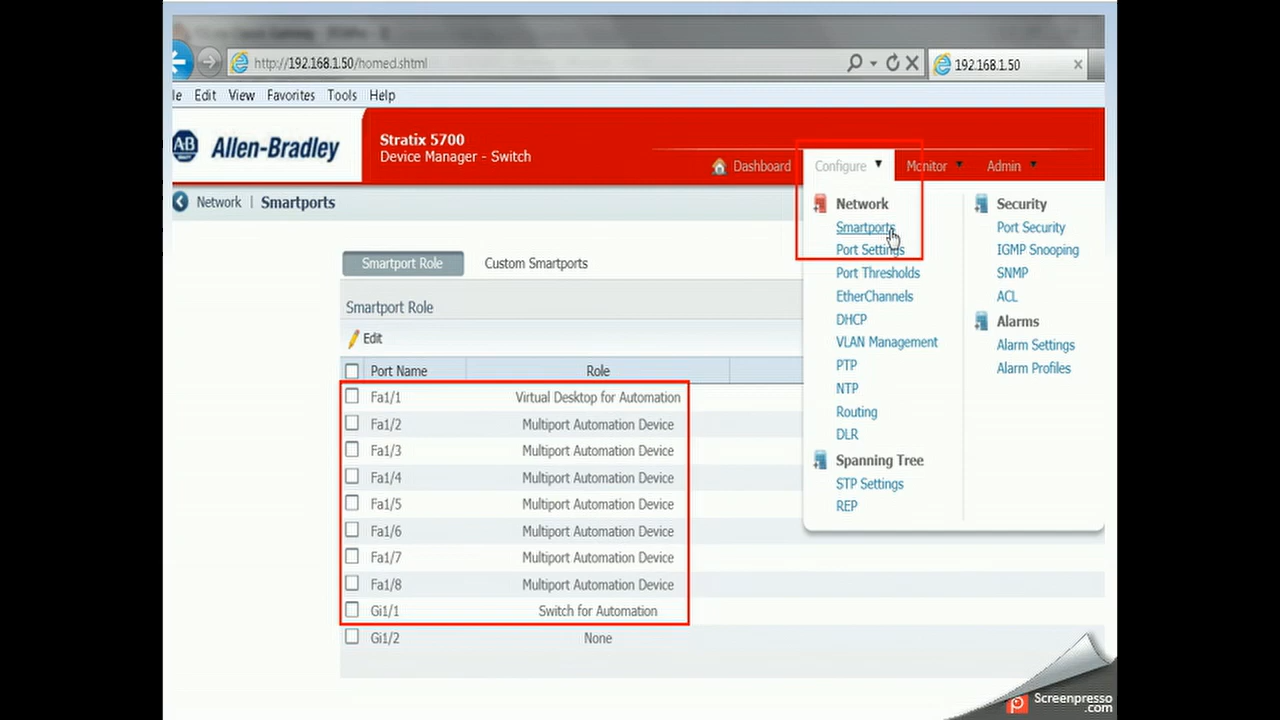 http://192.168.1.50/homed.shtml
192.168.1.50
le Edit View Favorites Tools Help
AB Allen-Bradley
Stratix 5700
Device Manager - Switch
Dashboard Configure Monitor Admin
Network | Smartports
Network
Smartports
Port Settings
Port Thresholds
EtherChannels
DHCP
VLAN Management
PTP
NTP
Routing
DLR
Spanning Tree
STP Settings
REP
Security
Port Security
IGMP Snooping
SNMP
ACL
Alarms
Alarm Settings
Alarm Profiles
Smartport Role Custom Smartports
Smartport Role
Edit
Port Name Role
Fa1/1 Virtual Desktop for Automation
Fa1/2 Multiport Automation Device
Fa1/3 Multiport Automation Device
Fa1/4 Multiport Automation Device
Fa1/5 Multiport Automation Device
Fa1/6 Multiport Automation Device
Fa1/7 Multiport Automation Device
Fa1/8 Multiport Automation Device
Gi1/1 Switch for Automation
Gi1/2 None
Screenpresso
.com